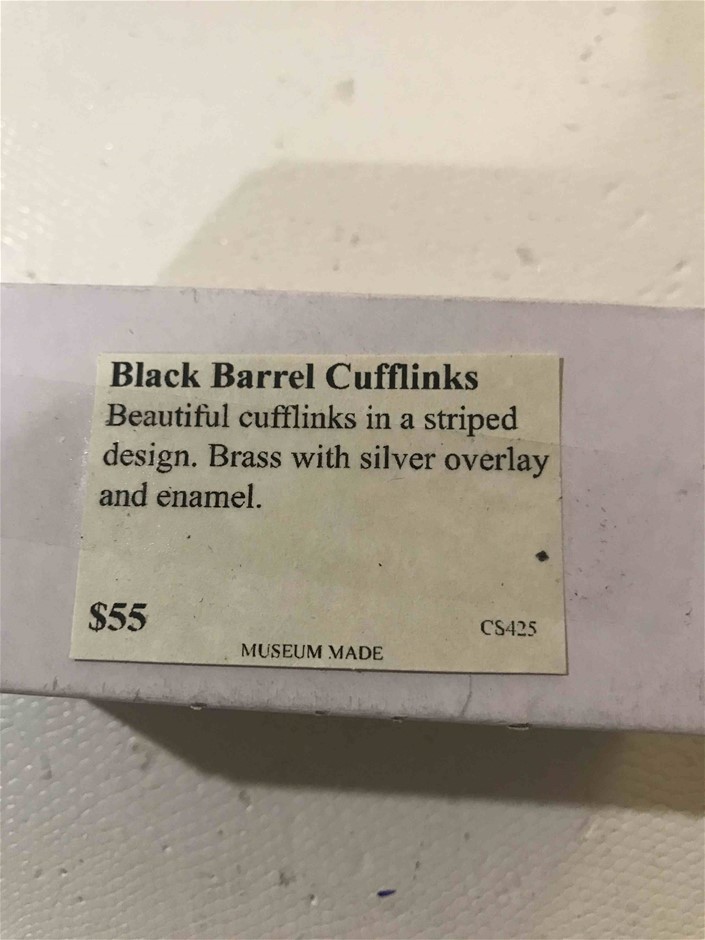 Black Barrel Cufflinks
Beautiful cufflinks in a striped
design. Brass with silver overlay
and enamel.
$55
CS425
MUSEUM MADE